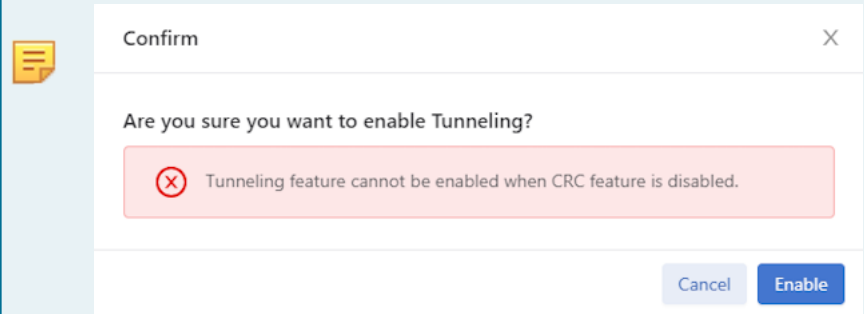 Confirm
Are you sure you want to enable Tunneling?
Tunneling feature cannot be enabled when CRC feature is disabled.
Cancel Enable